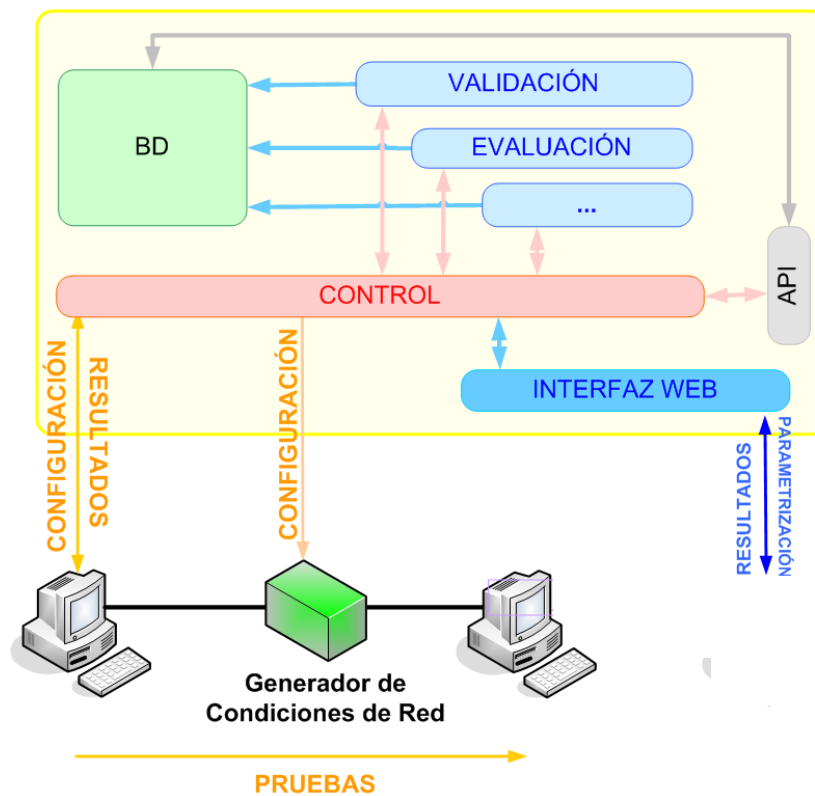 VALIDACIÓN
BD
EVALUACIÓN
...
API
CONTROL
CONFIGURACIÓN
RESULTADOS
CONFIGURACIÓN
INTERFAZ WEB
RESULTADOS
PARAMETRIZACIÓN
Generador de
Condiciones de Red
PRUEBAS